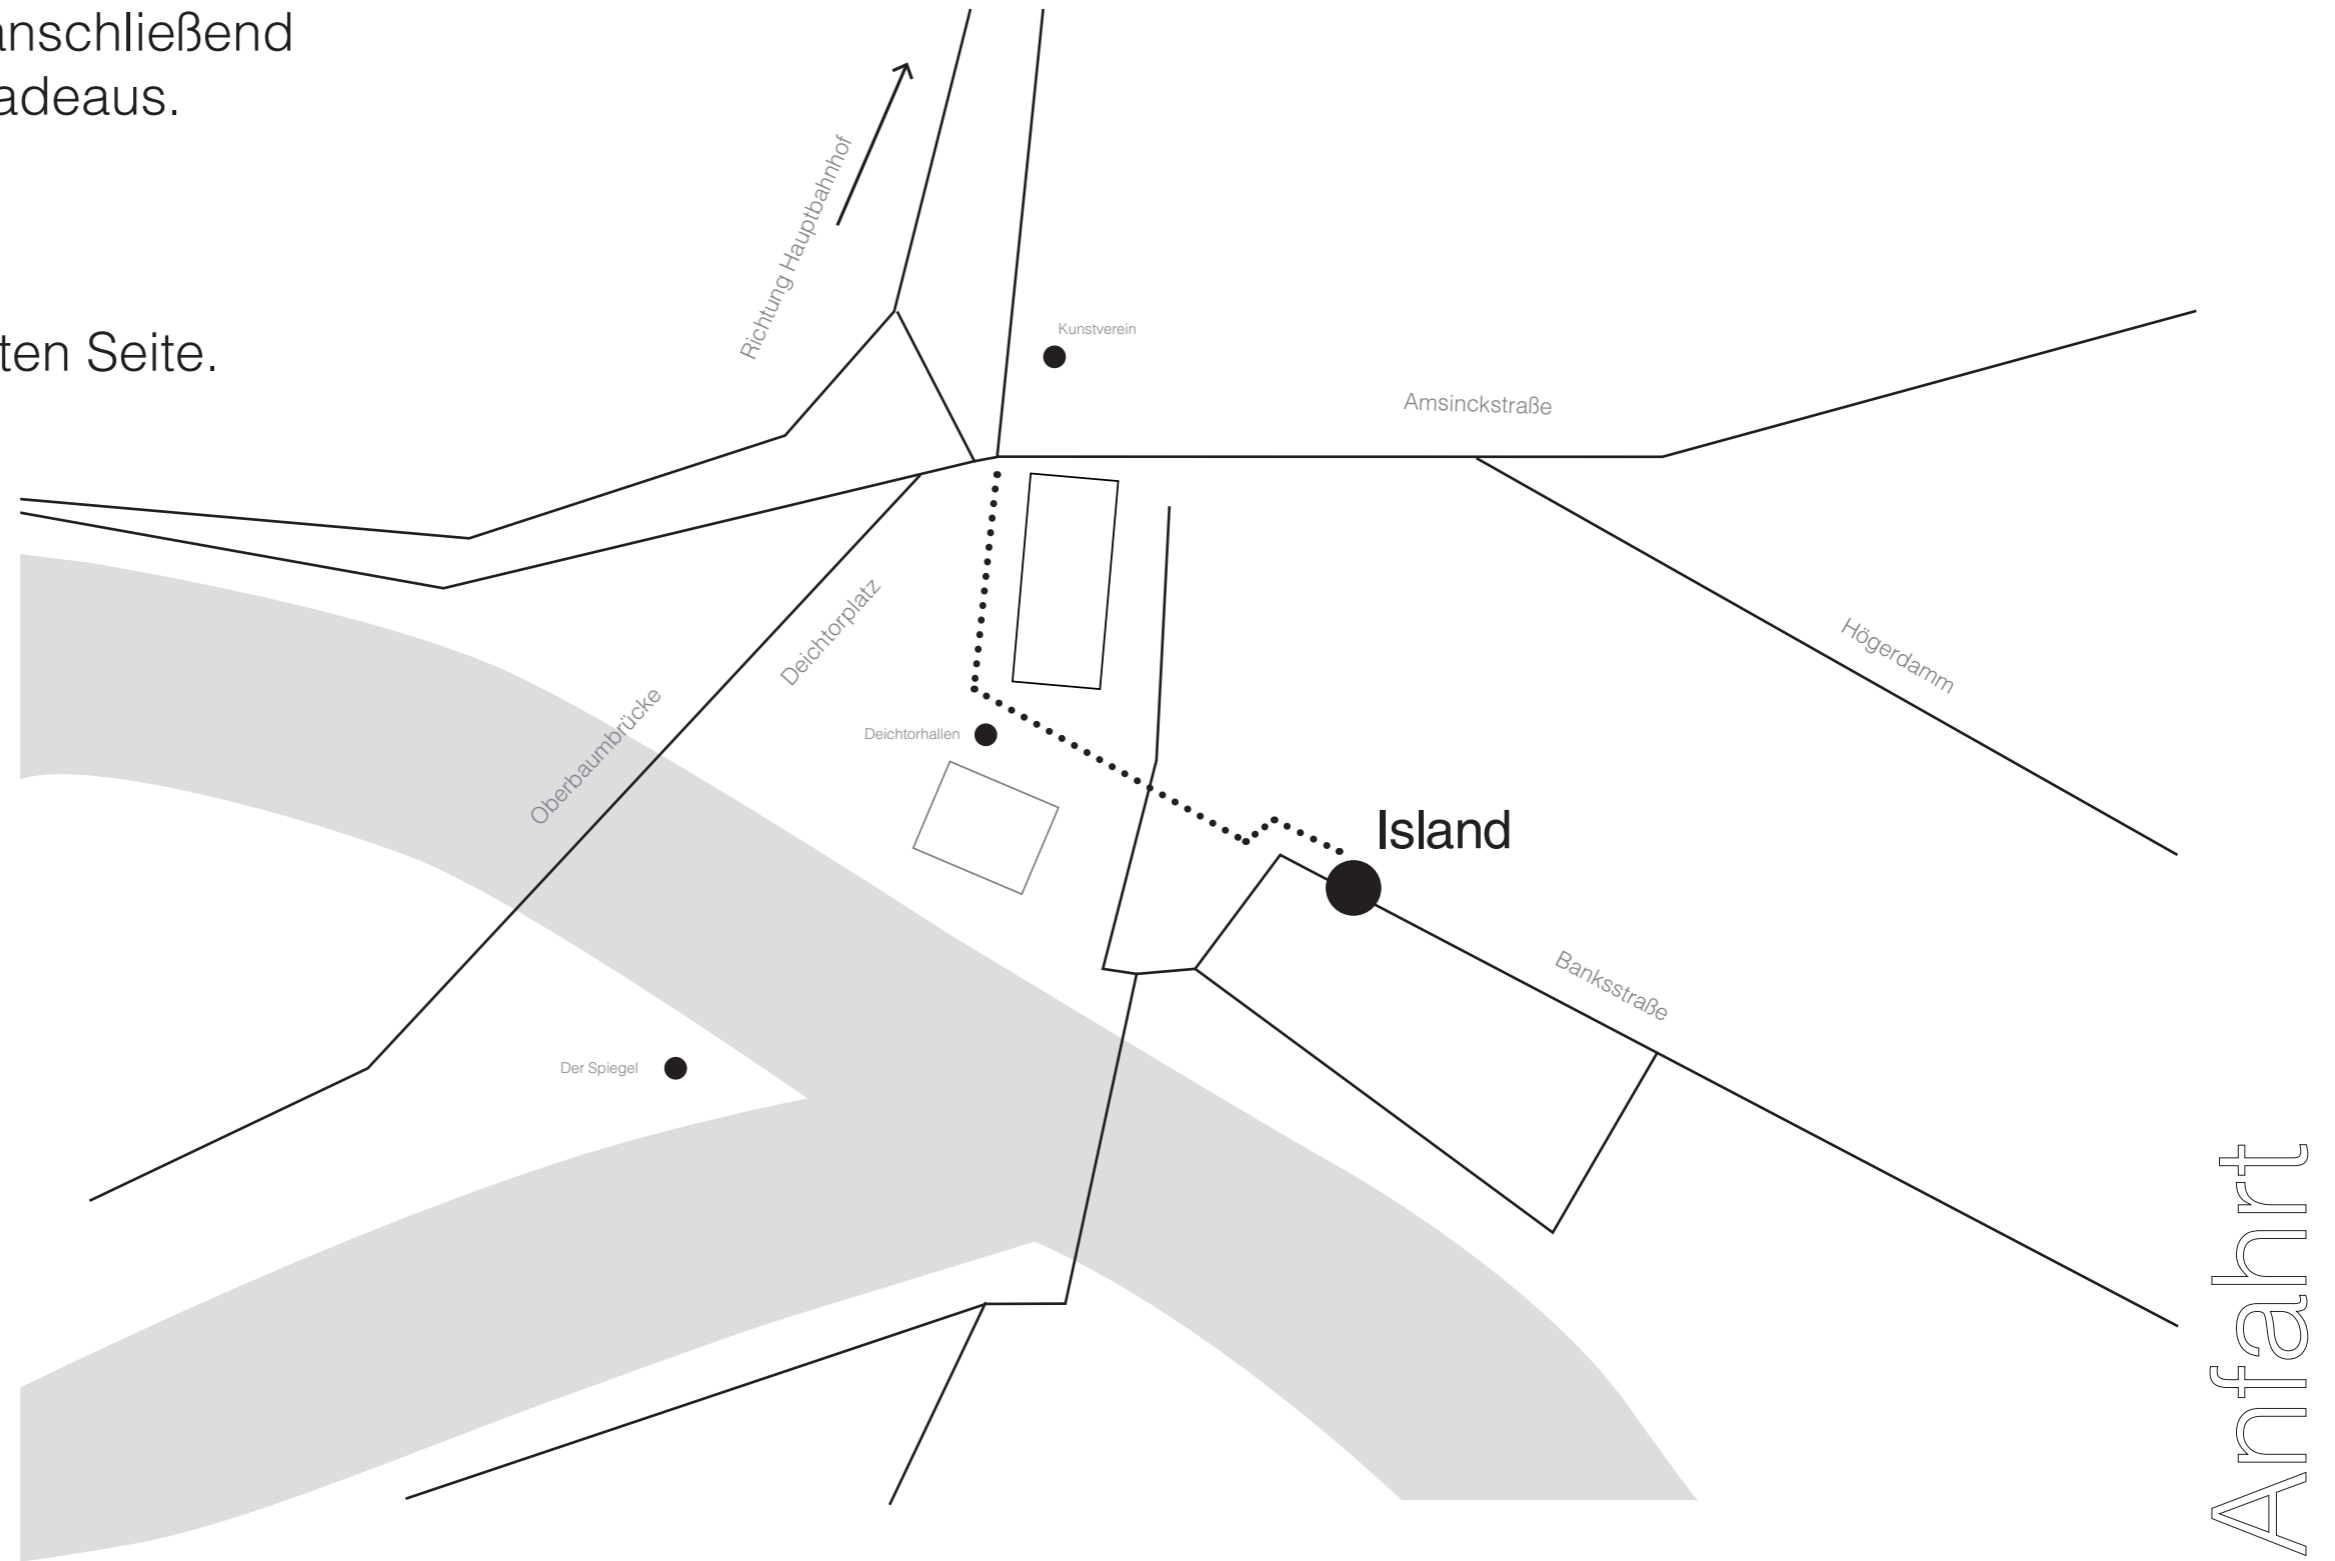 anschließend
adeaus.
ten Seite.
Richtung Hauptbahnhof
Kunstverein
Amsinckstraße
Högerdamm
Deichtorplatz
Oberbaumbrücke
Deichtorhallen
Island
Banksstraße
Der Spiegel
Anfahrt